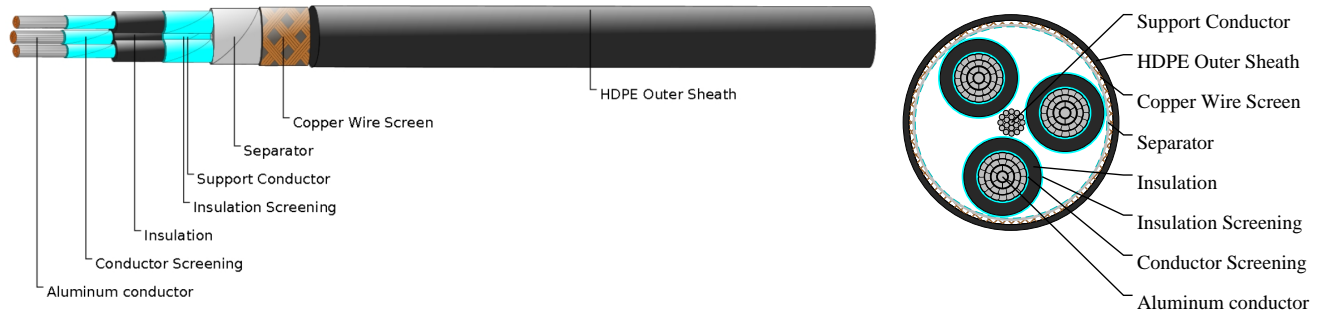 HDPE Outer Sheath
Copper Wire Screen
Separator
Support Conductor
Insulation Screening
Insulation
Conductor Screening
Aluminum conductor
Support Conductor
HDPE Outer Sheath
Copper Wire Screen
Separator
Insulation
Insulation Screening
Conductor Screening
Aluminum conductor